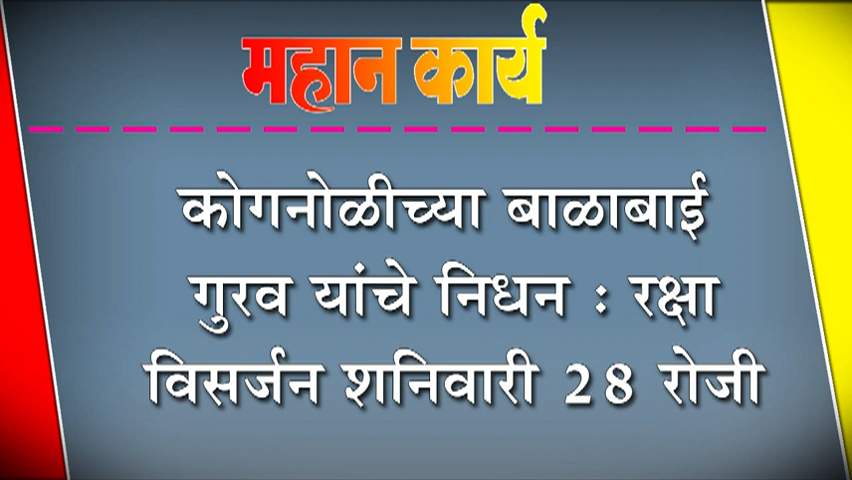 महान कार्य
कोगनोळीच्या बाळाबाई
गुरव यांचे निधन : रक्षा
विसर्जन शनिवारी 28 रोजी